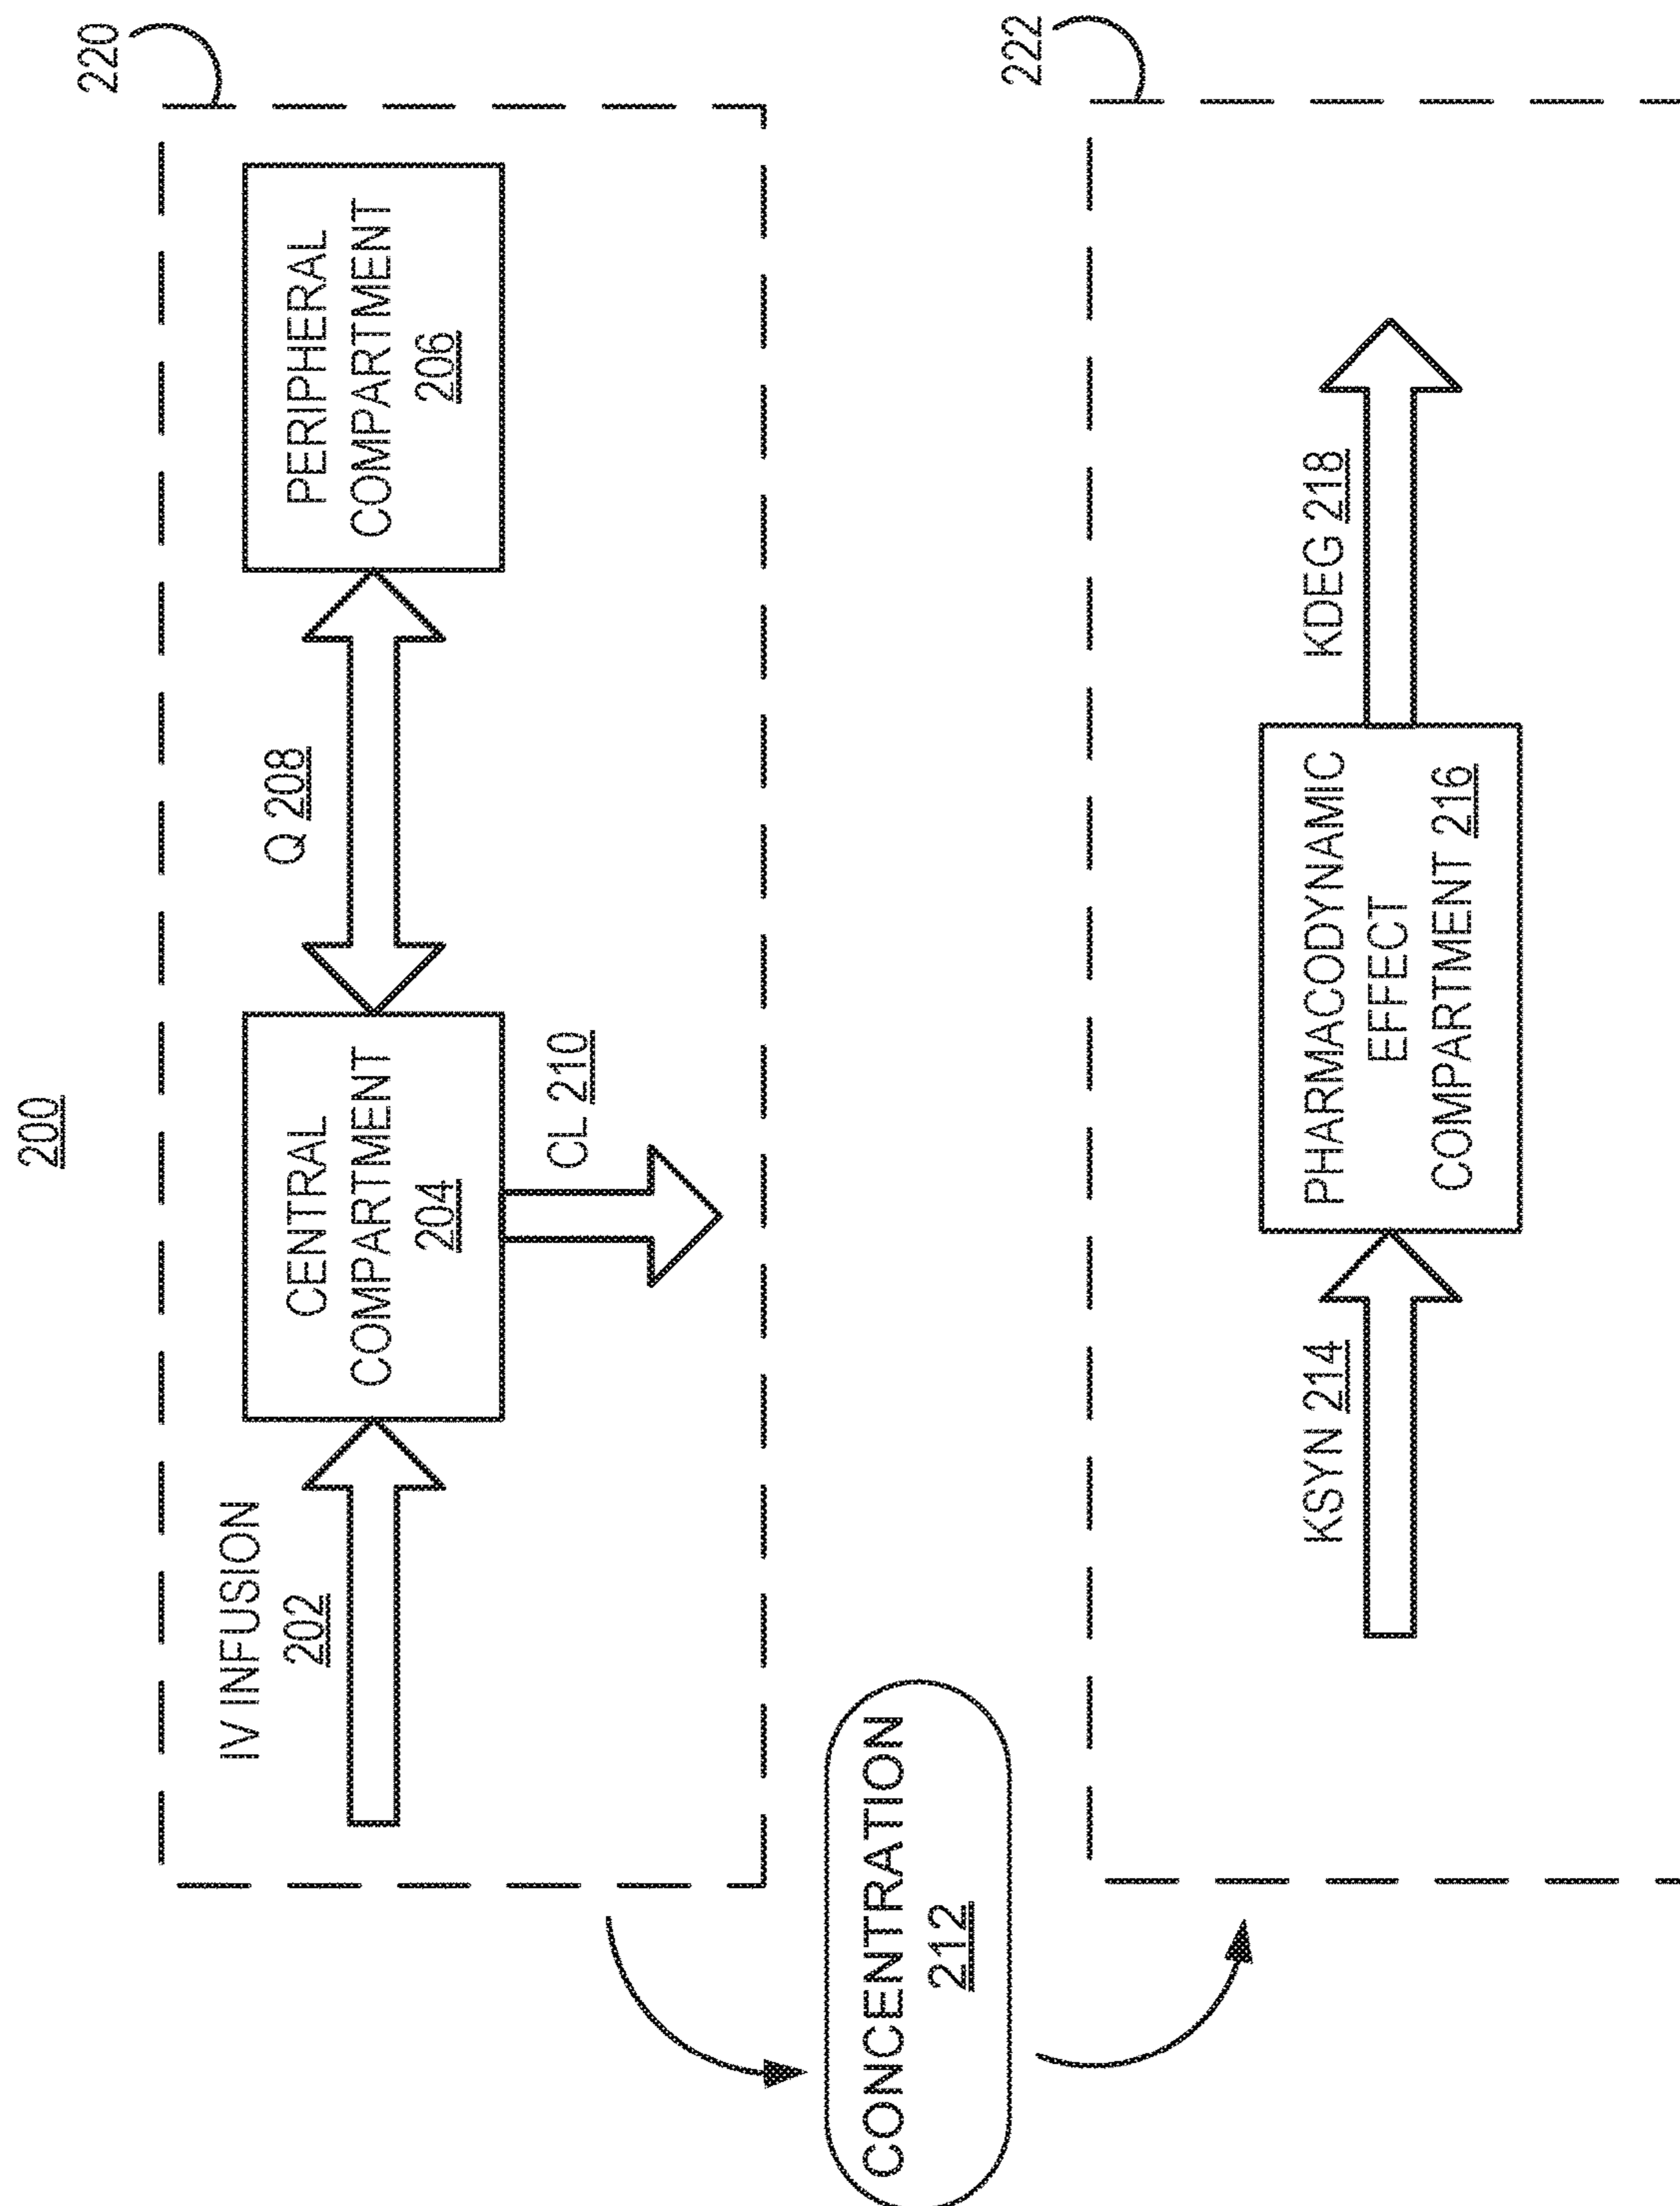 200
220
IV INFUSION
202
CENTRAL
COMPARTMENT
204
Q 208
PERIPHERAL
COMPARTMENT
206
CL 210
CONCENTRATION
212
222
KSYN 214
PHARMACODYNAMIC
EFFECT
COMPARTMENT 216
KDEG 218